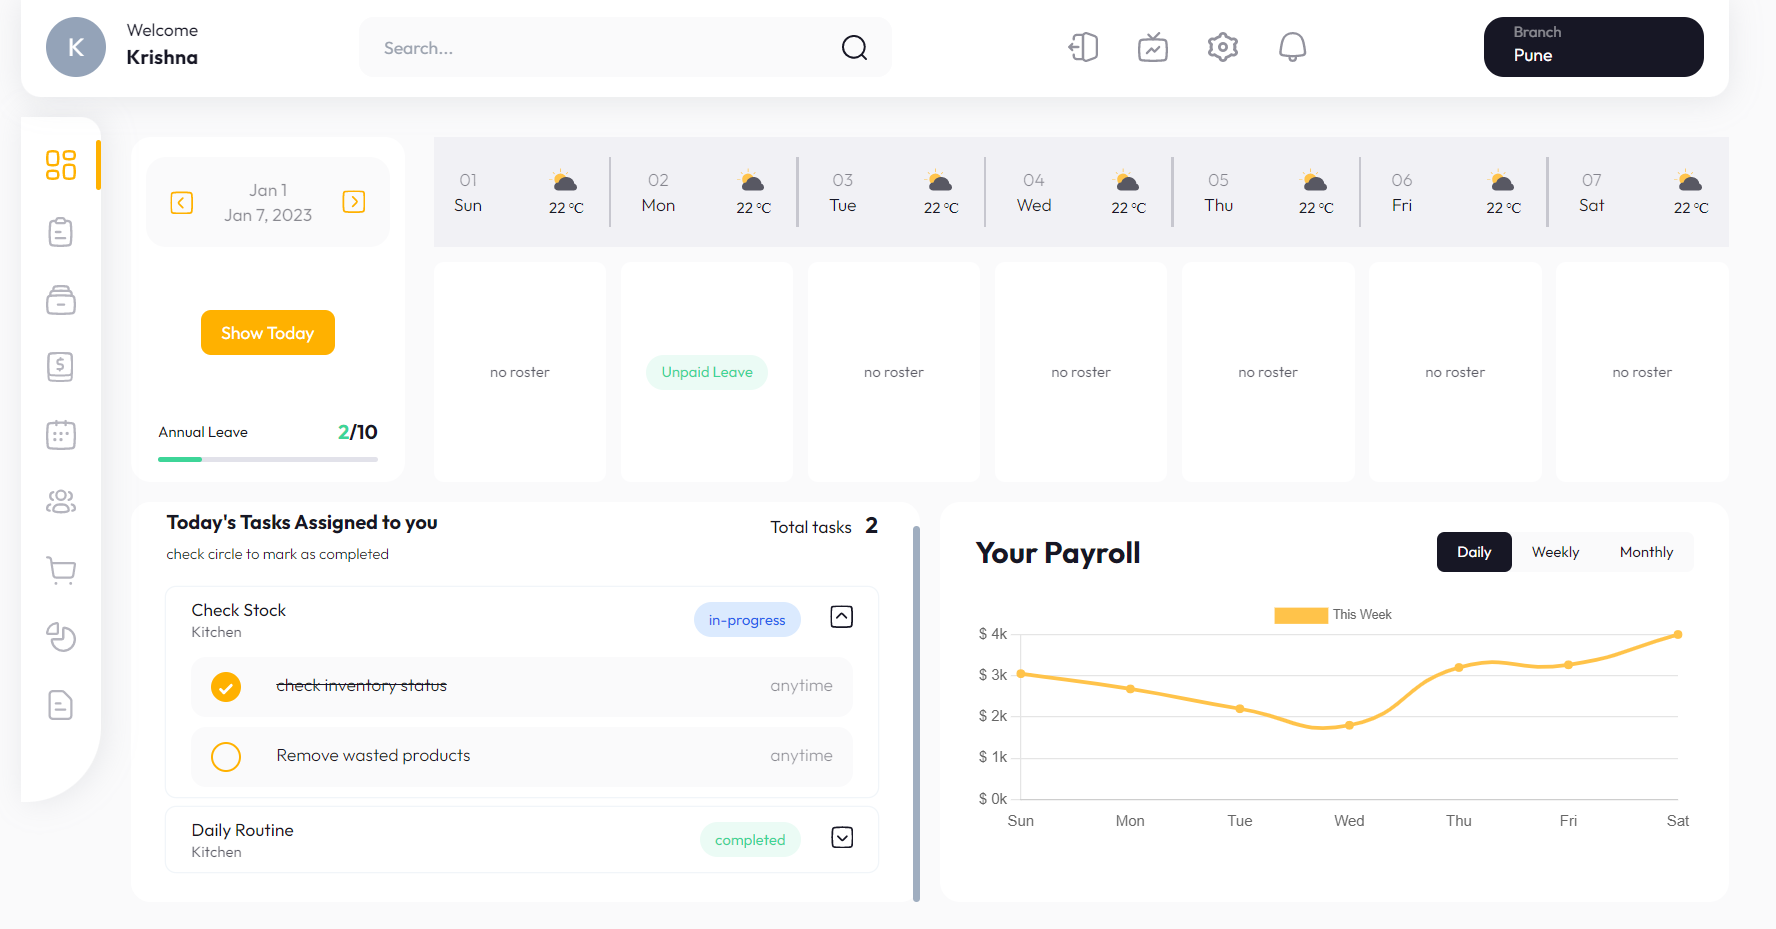 K
Welcome
Krishna
Search...
Branch
Pune
Jan 1
Jan 7, 2023
Show Today
Annual Leave 2/10
01 Sun 22 °C
02 Mon 22 °C
03 Tue 22 °C
04 Wed 22 °C
05 Thu 22 °C
06 Fri 22 °C
07 Sat 22 °C
no roster
Unpaid Leave
no roster
no roster
no roster
no roster
no roster
Today's Tasks Assigned to you
Total tasks 2
check circle to mark as completed
Check Stock
Kitchen
in-progress
check inventory status anytime
Remove wasted products anytime
Daily Routine
Kitchen
completed
Your Payroll
Daily Weekly Monthly
This Week
$ 4k
$ 3k
$ 2k
$ 1k
$ 0k
Sun Mon Tue Wed Thu Fri Sat